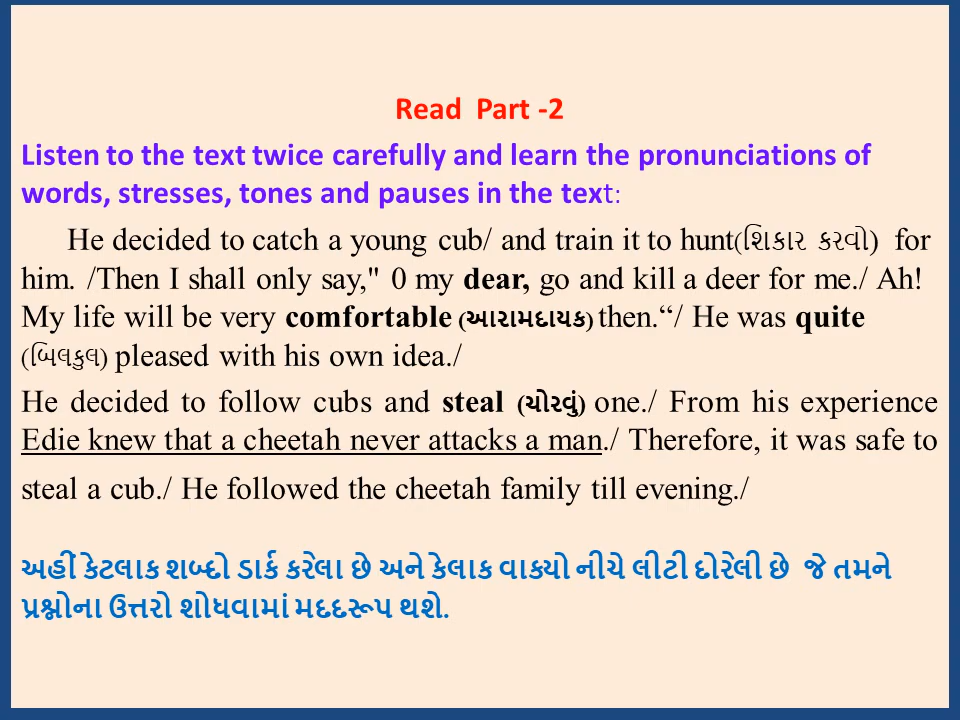 Read Part -2
Listen to the text twice carefully and learn the pronunciations of
words, stresses, tones and pauses in the text:
He decided to catch a young cub/ and train it to hunt(શિકાર કરવો) for
him. /Then I shall only say," 0 my dear, go and kill a deer for me./ Ah!
My life will be very comfortable (આરામદાયક) then.“/ He was quite
(બિલકુલ) pleased with his own idea./
He decided to follow cubs and steal (ચોરવું) one./ From his experience
Edie knew that a cheetah never attacks a man./ Therefore, it was safe to
steal a cub./ He followed the cheetah family till evening./
અહીં કેટલાક શબ્દો ડાર્ક કરેલા છે અને કેલાક વાક્યો નીચે લીટી દોરેલી છે જે તમને
પ્રશ્નોના ઉત્તરો શોધવામાં મદદરૂપ થશે.